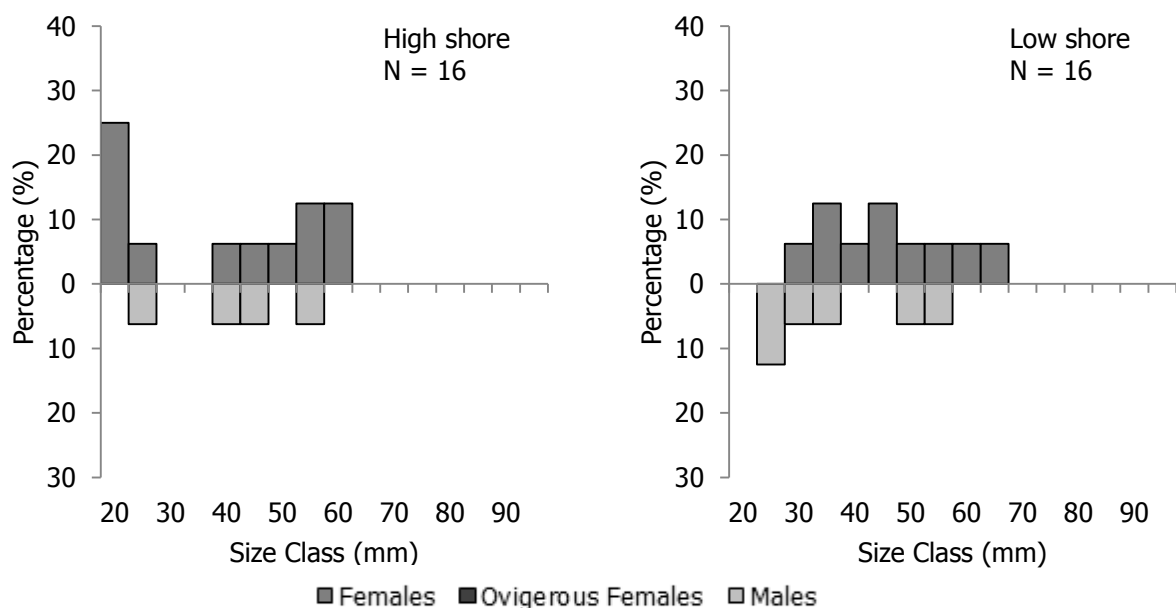 High shore
N = 16
40
30
20
10
0
10
20
30
Percentage (%)
20 30 40 50 60 70 80 90
Size Class (mm)
Low shore
N = 16
40
30
20
10
0
10
20
30
Percentage (%)
20 30 40 50 60 70 80 90
Size Class (mm)
Females Ovigerous Females Males